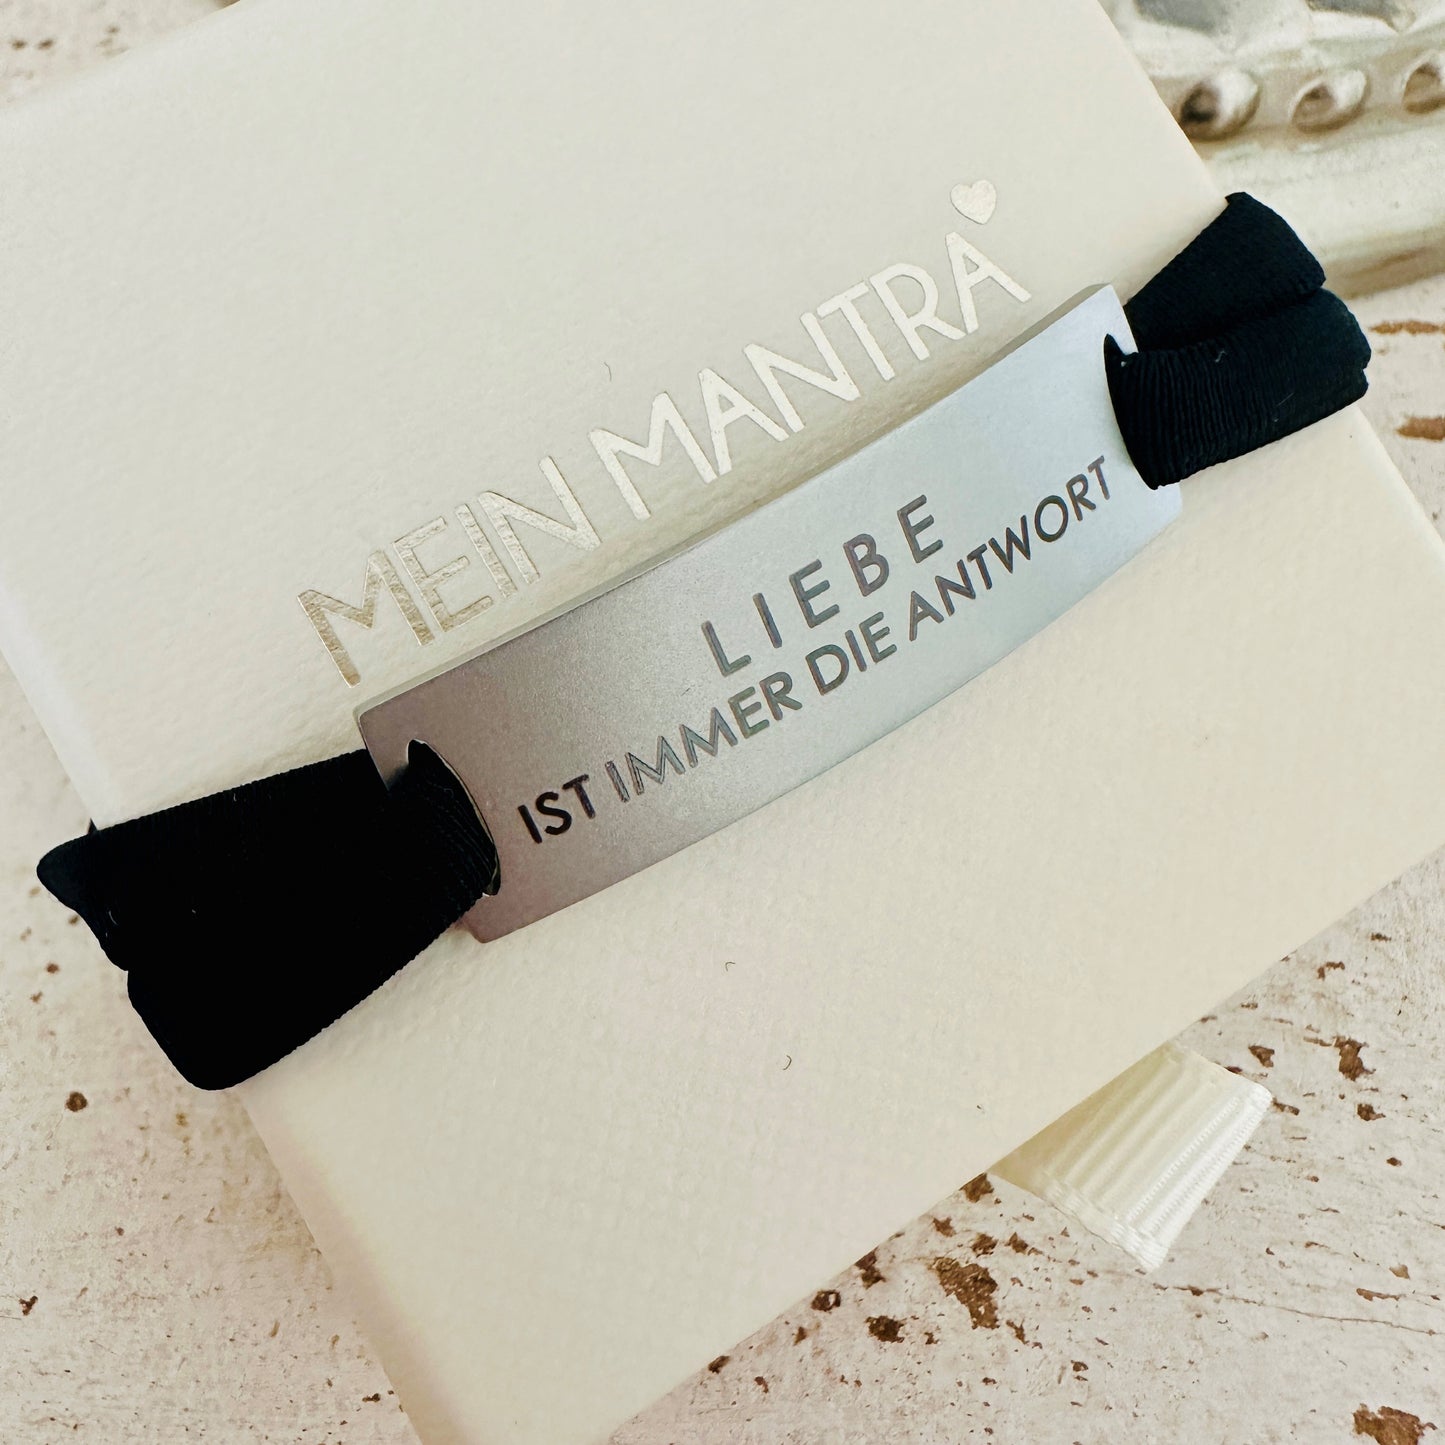 MEIN MANTRA
LIEBE
IST IMMER DIE ANTWORT